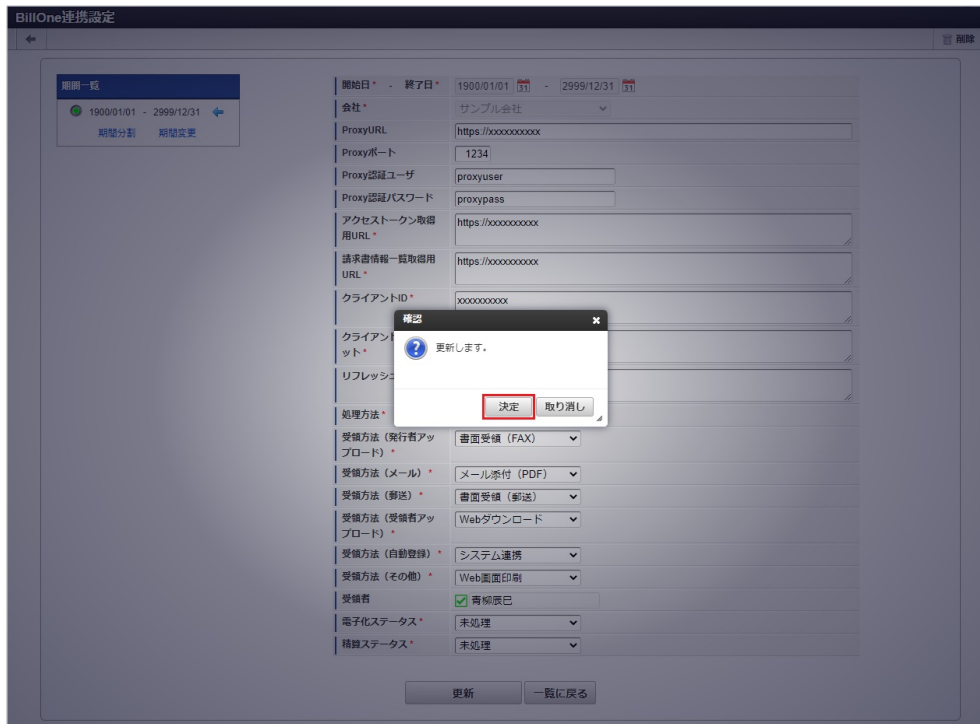 BillOne連携設定
削除
期間一覧
1900/01/01 - 2999/12/31
期間分割 期間変更
開始日* - 終了日* 1900/01/01 31 - 2999/12/31 31
会社* サンプル会社
ProxyURL https://xxxxxxxxxx
Proxyポート 1234
Proxy認証ユーザ proxyuser
Proxy認証パスワード proxypass
アクセストークン取得 https://xxxxxxxxxx
用URL*
請求書情報一覧取得用 https://xxxxxxxxxx
URL*
クライアントID* xxxxxxxxxx
確認
クライアン
ット*
更新します。
リフレッシ
決定 取り消し
処理方法*
受領方法（発行者アッ 書面受領（FAX）
プロード）*
受領方法（メール）* メール添付（PDF）
受領方法（郵送）* 書面受領（郵送）
受領方法（受領者アッ Webダウンロード
プロード）*
受領方法（自動登録）* システム連携
受領方法（その他）* Web画面印刷
受領者 青柳辰巳
電子化ステータス* 未処理
精算ステータス* 未処理
更新 一覧に戻る